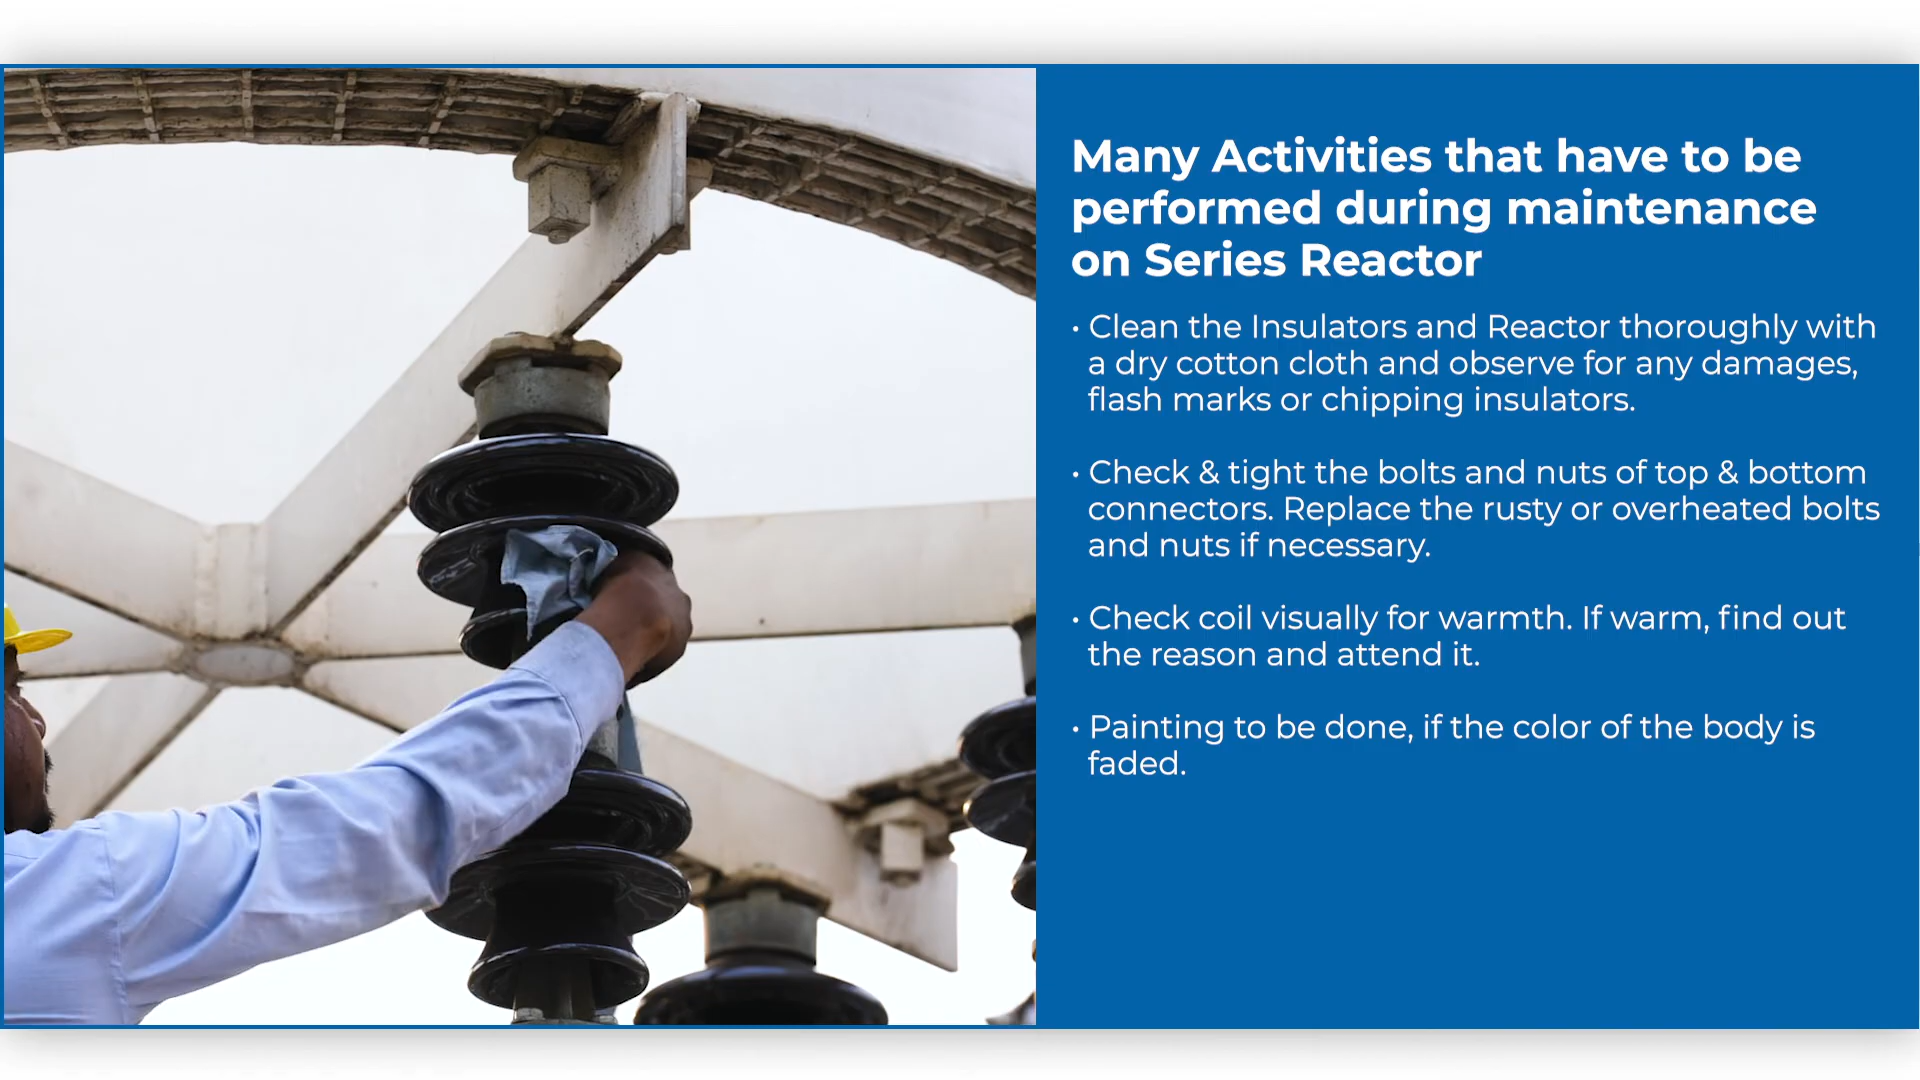 Many Activities that have to be
performed during maintenance
on Series Reactor
• Clean the Insulators and Reactor thoroughly with
a dry cotton cloth and observe for any damages,
flash marks or chipping insulators.
• Check & tight the bolts and nuts of top & bottom
connectors. Replace the rusty or overheated bolts
and nuts if necessary.
• Check coil visually for warmth. If warm, find out
the reason and attend it.
• Painting to be done, if the color of the body is
faded.